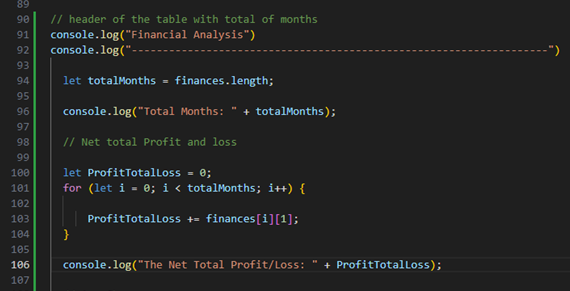 89
90 // header of the table with total of months
91 console.log("Financial Analysis")
92 console.log("------------------------------------------------------------------")
93
94 let totalMonths = finances.length;
95
96 console.log("Total Months: " + totalMonths);
97
98 // Net total Profit and loss
99
100 let ProfitTotalLoss = 0;
101 for (let i = 0; i < totalMonths; i++) {
102
103 ProfitTotalLoss += finances[i][1];
104 }
105
106 console.log("The Net Total Profit/Loss: " + ProfitTotalLoss);
107